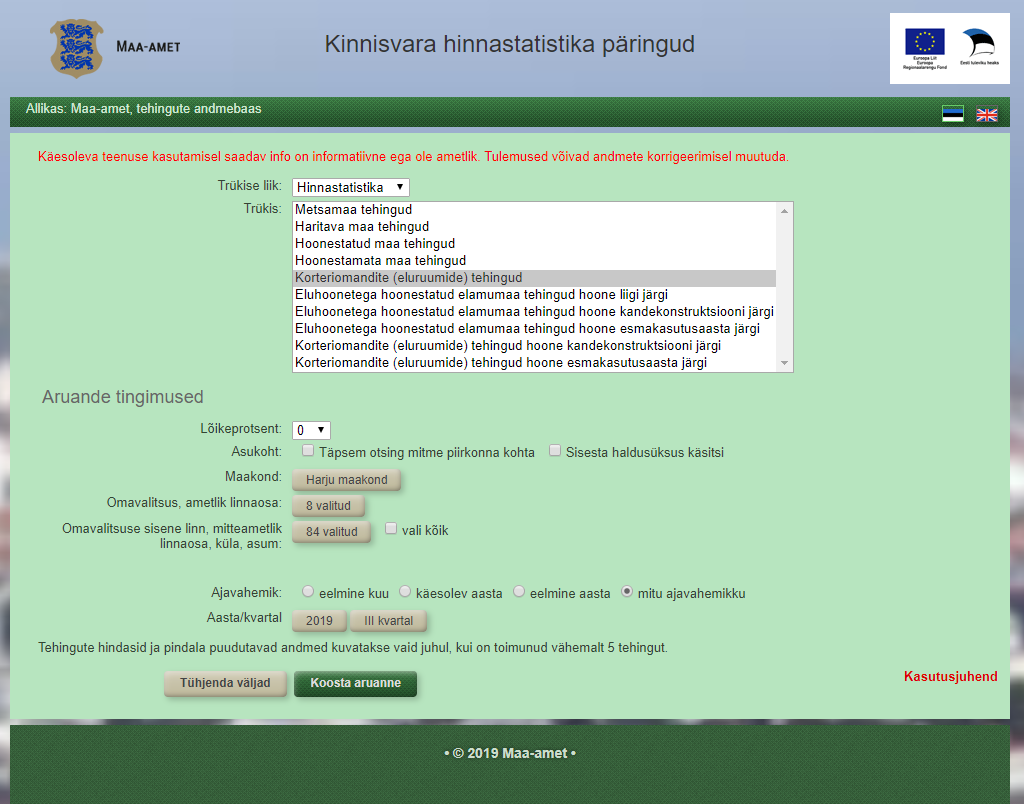 MAA-AMET
Kinnisvara hinnastatistika päringud
Euroopa Liit
Euroopa
Regionaalarengu Fond
Eesti tuleviku heaks
Allikas: Maa-amet, tehingute andmebaas
Käesoleva teenuse kasutamisel saadav info on informatiivne ega ole ametlik. Tulemused võivad andmete korrigeerimisel muutuda.
Trükise liik: Hinnastatistika
Trükis:
Metsamaa tehingud
Haritava maa tehingud
Hoonestatud maa tehingud
Hoonestamata maa tehingud
Korteriomandite (eluruumide) tehingud
Eluhoonetega hoonestatud elamumaa tehingud hoone liigi järgi
Eluhoonetega hoonestatud elamumaa tehingud hoone kandekonstruktsiooni järgi
Eluhoonetega hoonestatud elamumaa tehingud hoone esmakasutusaasta järgi
Korteriomandite (eluruumide) tehingud hoone kandekonstruktsiooni järgi
Korteriomandite (eluruumide) tehingud hoone esmakasutusaasta järgi
Aruande tingimused
Lõikeprotsent: 0
Asukoht: Täpsem otsing mitme piirkonna kohta Sisesta haldusüksus käsitsi
Maakond: Harju maakond
Omavalitsus, ametlik linnaosa: 8 valitud
Omavalitsuse sisene linn, mitteametlik
linnaosa, küla, asum: 84 valitud vali kõik
Ajavahemik: eelmine kuu käesolev aasta eelmine aasta mitu ajavahemikku
Aasta/kvartal 2019 III kvartal
Tehingute hindasid ja pindala puudutavad andmed kuvatakse vaid juhul, kui on toimunud vähemalt 5 tehingut.
Tühjenda väljad Koosta aruanne Kasutusjuhend
• © 2019 Maa-amet •